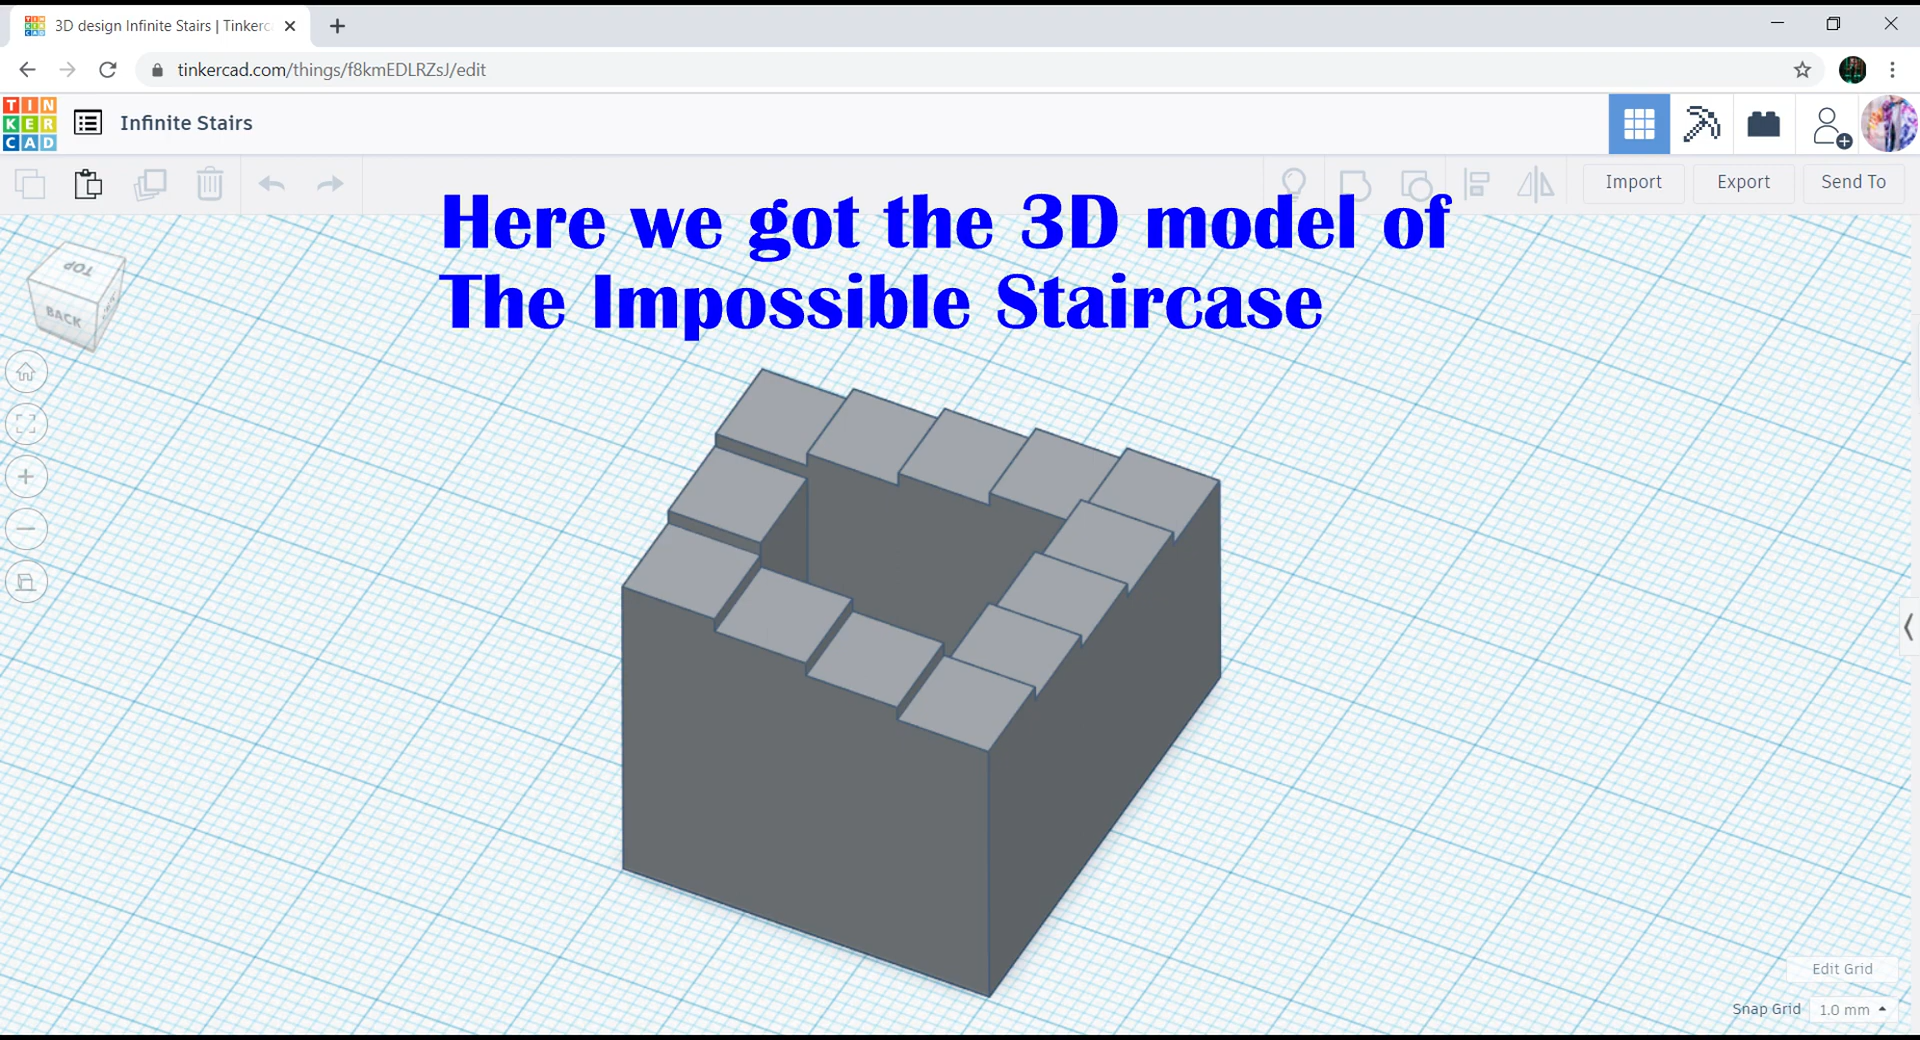 3D design Infinite Stairs | Tinkerc
tinkercad.com/things/f8kmEDLRZsJ/edit
TIN
KER
CAD
Infinite Stairs
Import
Export
Send To
Here we got the 3D model of
The Impossible Staircase
TOP
BACK
Edit Grid
Snap Grid
1.0 mm